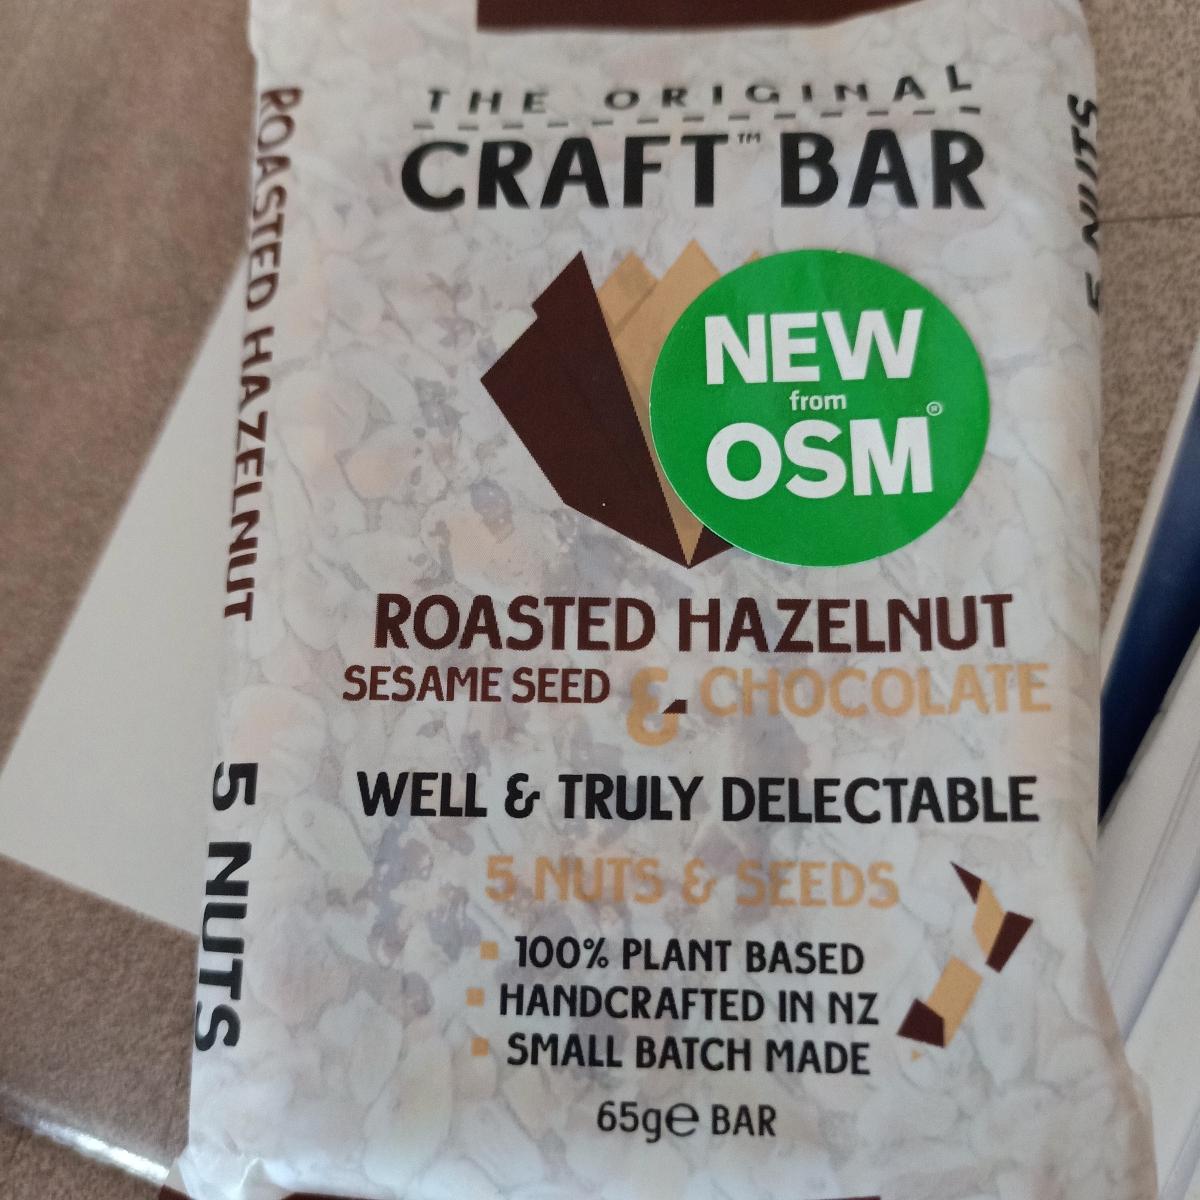 THE ORIGINAL
CRAFT™ BAR
NEW
from
OSM®
ROASTED HAZELNUT
SESAME SEED & CHOCOLATE
WELL & TRULY DELECTABLE
5 NUTS & SEEDS
100% PLANT BASED
HANDCRAFTED IN NZ
SMALL BATCH MADE
65g℮ BAR
ROASTED HAZELNUT
5 NUTS
5 NUTS